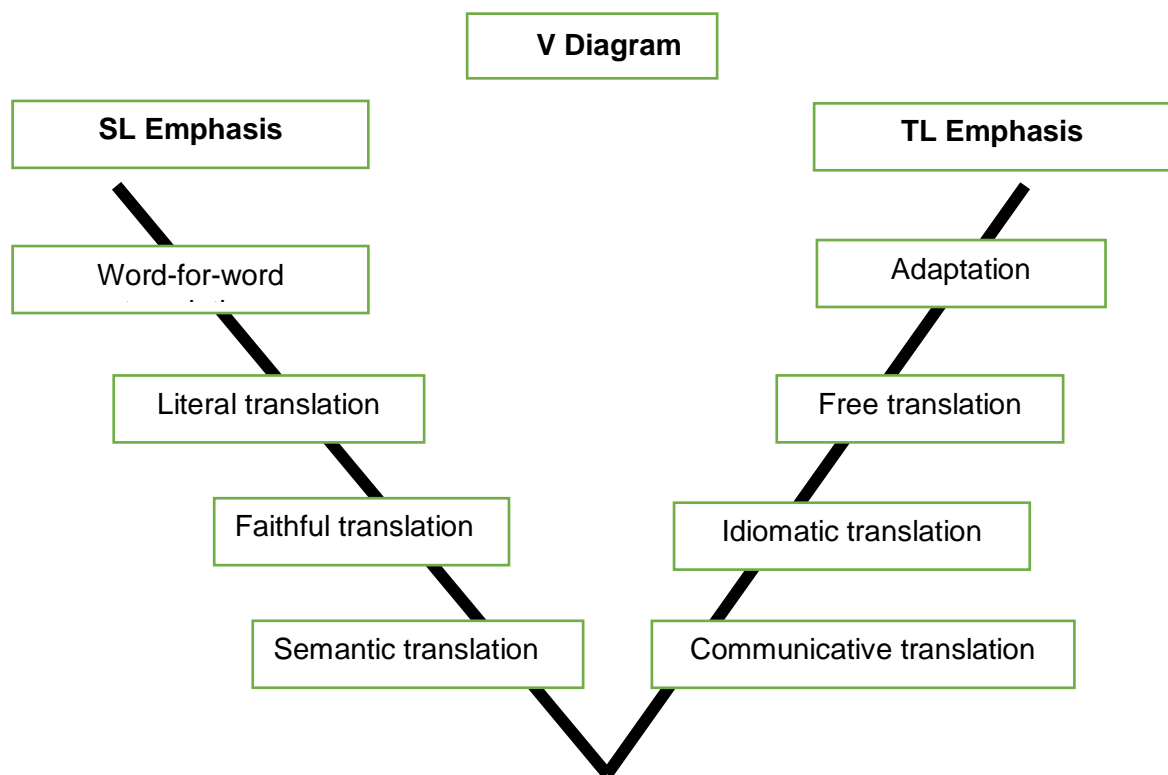 V Diagram
SL Emphasis
TL Emphasis
Word-for-word
Adaptation
Literal translation
Free translation
Faithful translation
Idiomatic translation
Semantic translation
Communicative translation